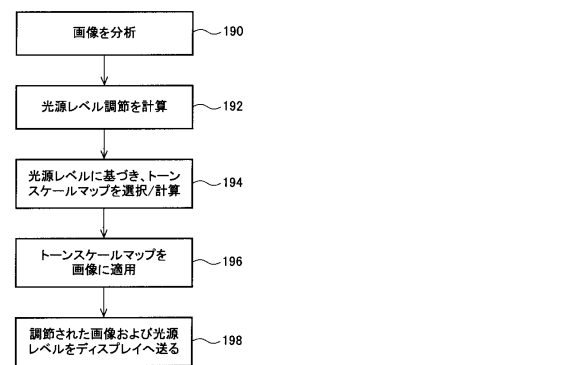 画像を分析
190
光源レベル調節を計算
192
光源レベルに基づき、トーン
スケールマップを選択/計算
194
トーンスケールマップを
画像に適用
196
調節された画像および光源
レベルをディスプレイへ送る
198